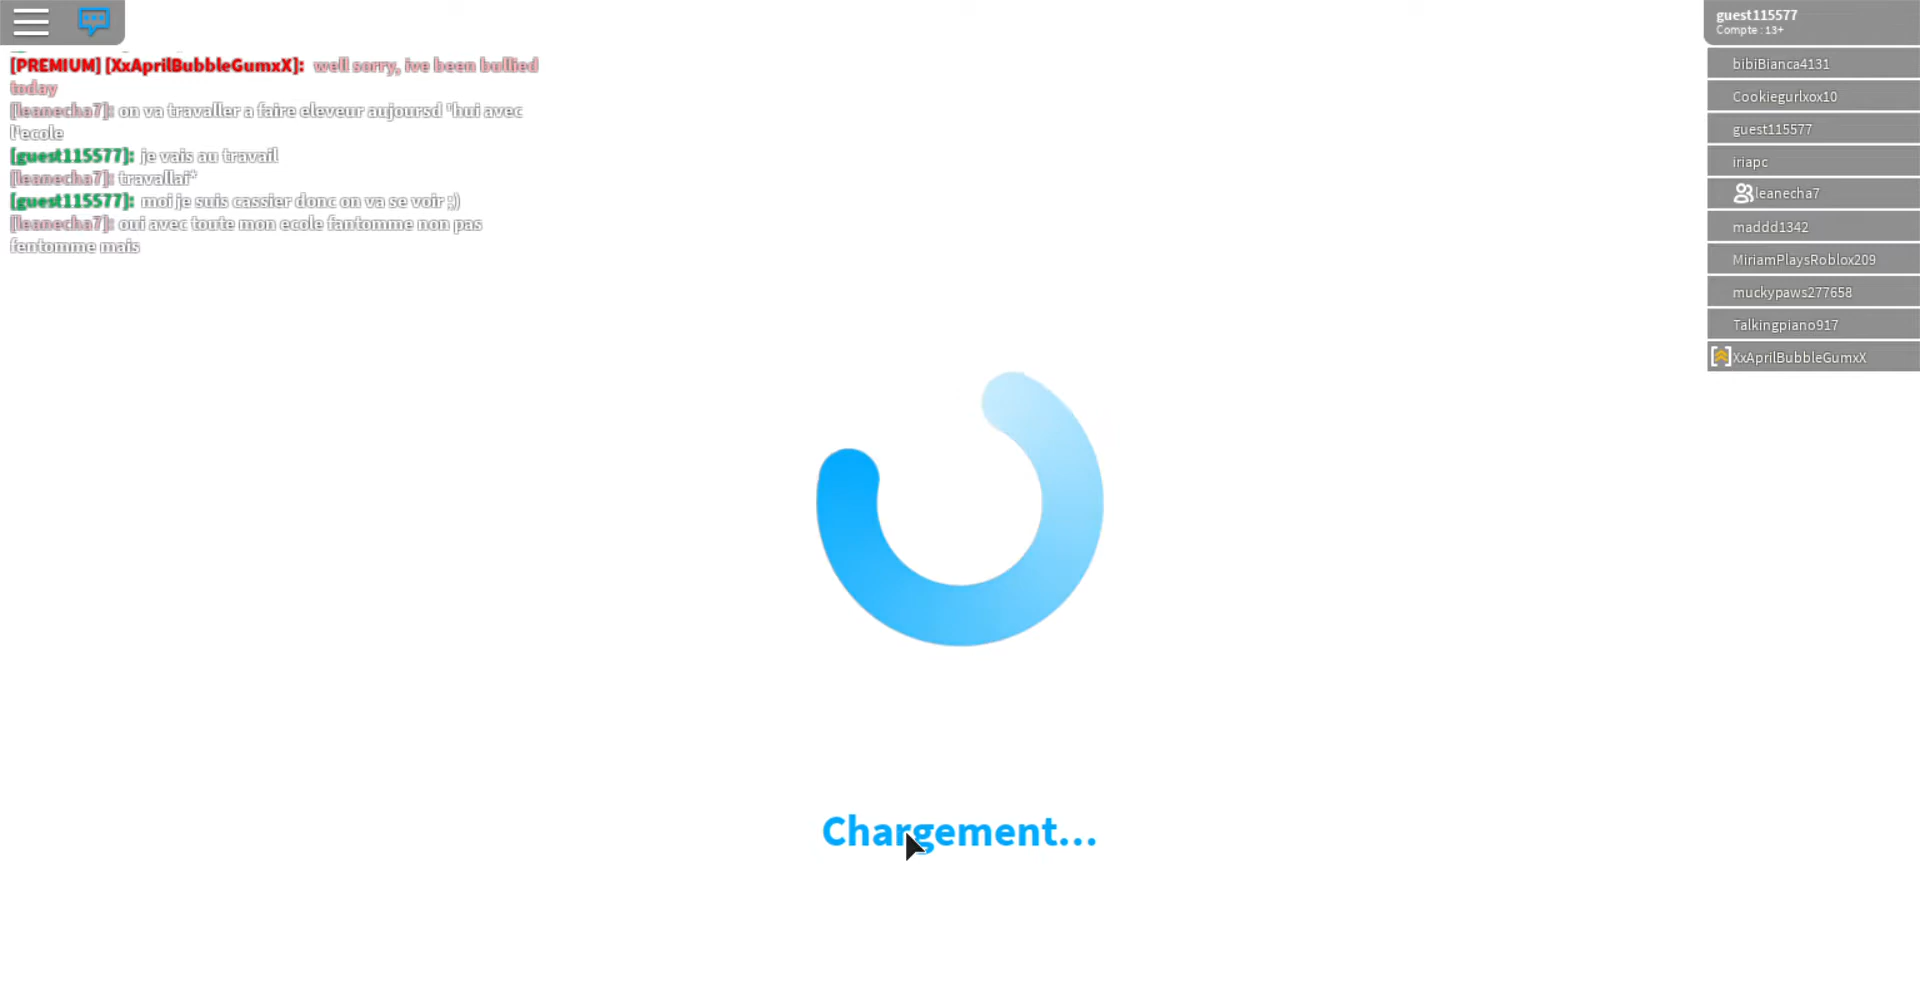 guest115577
Compte : 13+
[PREMIUM] [XxAprilBubbleGumxX]: well sorry, ive been bullied
today
[leanecha7]: on va travaller a faire eleveur aujoursd 'hui avec
l'ecole
[guest115577]: je vais au travail
[leanecha7]: travallai*
[guest115577]: moi je suis cassier donc on va se voir ;)
[leanecha7]: oui avec toute mon ecole fantomme non pas
fentomme mais
bibiBianca4131
Cookiegurlxox10
guest115577
iriapc
leanecha7
maddd1342
MiriamPlaysRoblox209
muckypaws277658
Talkingpiano917
XxAprilBubbleGumxX
Chargement...